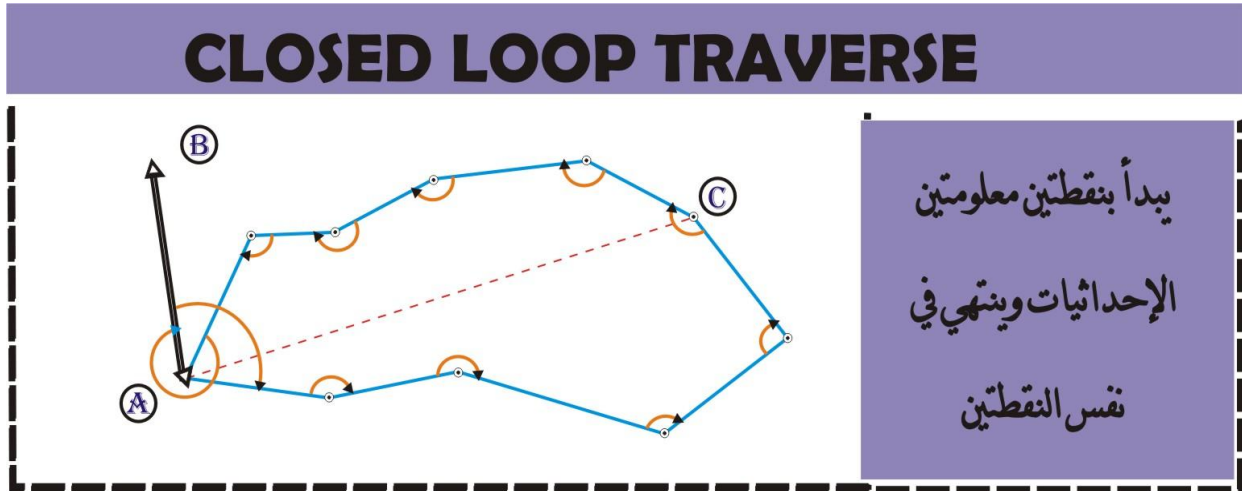 CLOSED LOOP TRAVERSE
B
C
A
يبدأ بنقطتين معلومتين
الإحداثيات وينتهي في
نفس النقطتين